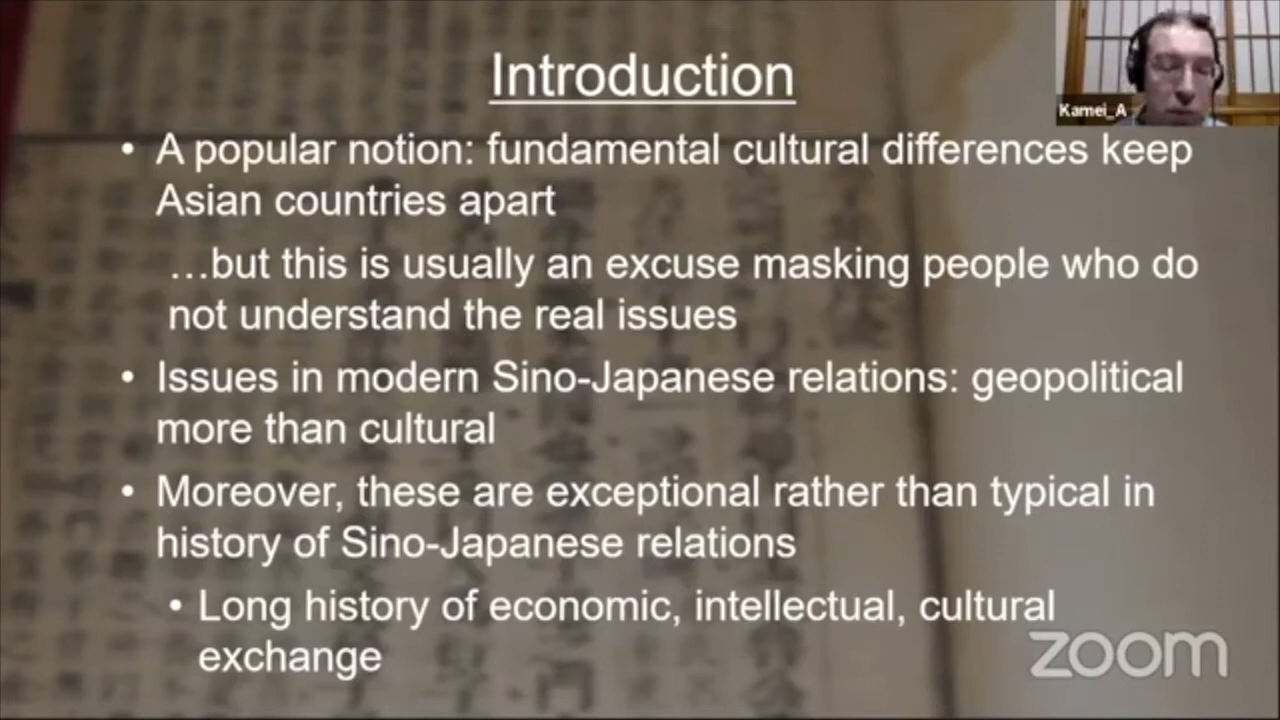 Introduction
Kamei_A
• A popular notion: fundamental cultural differences keep
Asian countries apart
…but this is usually an excuse masking people who do
not understand the real issues
• Issues in modern Sino-Japanese relations: geopolitical
more than cultural
• Moreover, these are exceptional rather than typical in
history of Sino-Japanese relations
• Long history of economic, intellectual, cultural
exchange
zoom